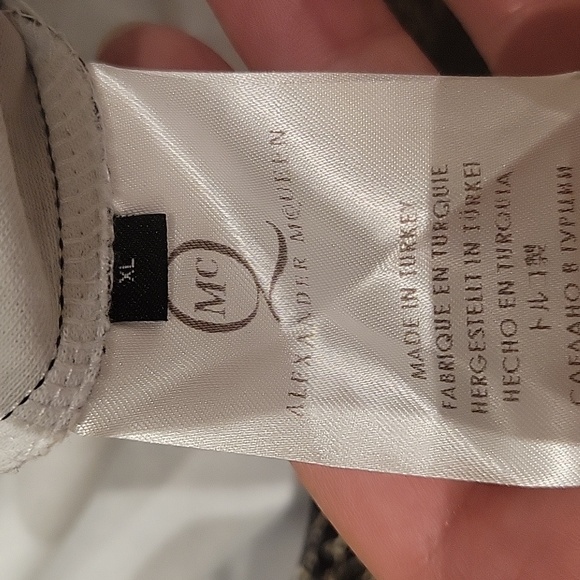 XL
MC
ALEXANDER MCQUEEN
MADE IN TURKEY
FABRIQUE EN TURQUIE
HERGESTELLT IN TÜRKEI
HECHO EN TURQUIA
トルコ製
СДЕЛАНО В ТУРЦИИ